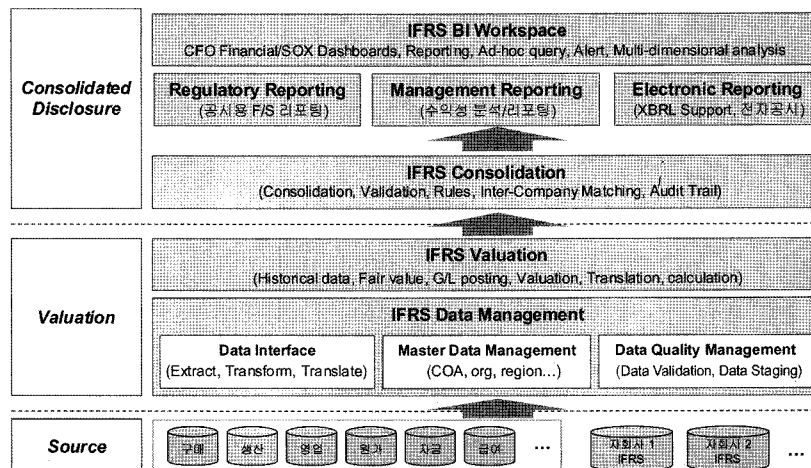 Consolidated
Disclosure
IFRS BI Workspace
CFO Financial/SOX Dashboards, Reporting, Ad-hoc query, Alert, Multi-dimensional analysis
Regulatory Reporting
(공시용 F/S 리포팅)
Management Reporting
(수익성 분석/리포팅)
Electronic Reporting
(XBRL Support, 전자공시)
IFRS Consolidation
(Consolidation, Validation, Rules, Inter-Company Matching, Audit Trail)
Valuation
IFRS Valuation
(Historical data, Fair value, G/L posting, Valuation, Translation, calculation)
IFRS Data Management
Data Interface
(Extract, Transform, Translate)
Master Data Management
(COA, org, region…)
Data Quality Management
(Data Validation, Data Staging)
Source
구매
생산
영업
원가
자금
급여
…
자회사 1
IFRS
자회사 2
IFRS
…